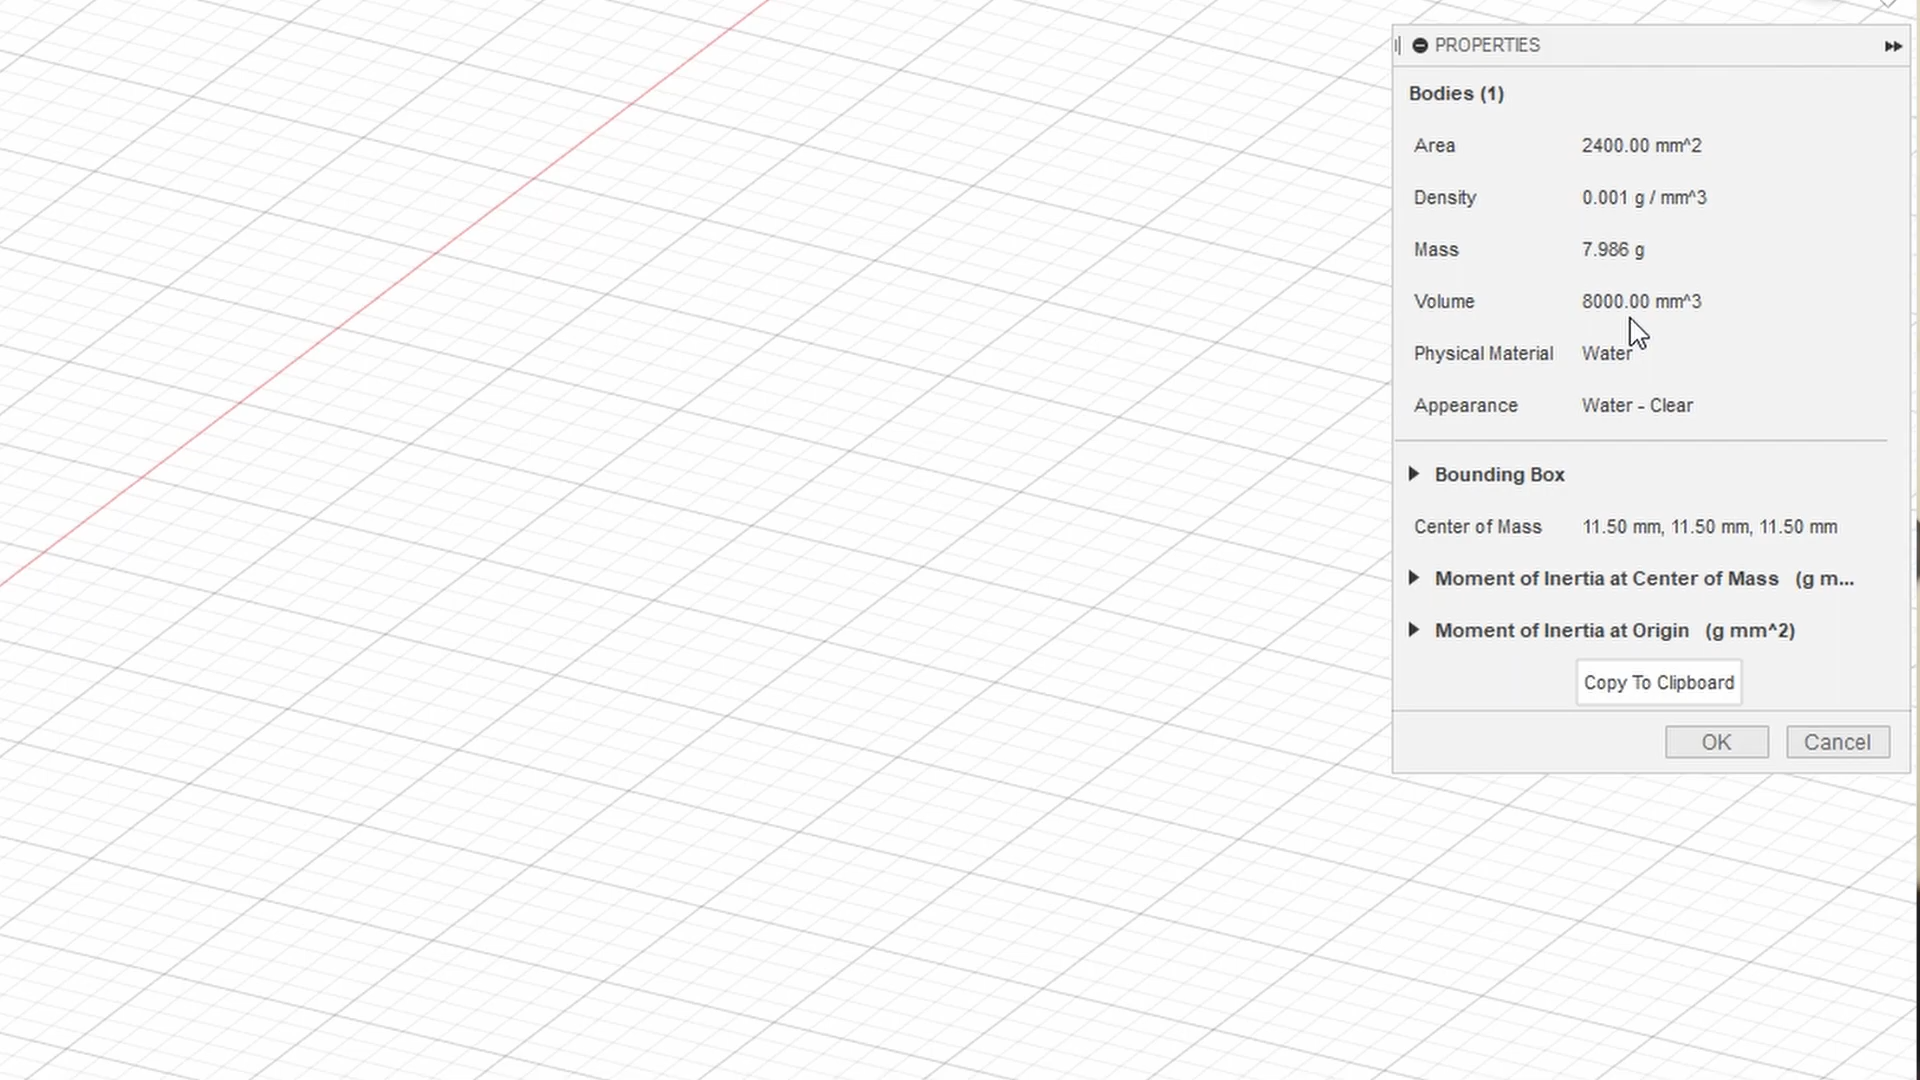 PROPERTIES
Bodies (1)
Area 2400.00 mm^2
Density 0.001 g / mm^3
Mass 7.986 g
Volume 8000.00 mm^3
Physical Material Water
Appearance Water - Clear
Bounding Box
Center of Mass 11.50 mm, 11.50 mm, 11.50 mm
Moment of Inertia at Center of Mass (g m...
Moment of Inertia at Origin (g mm^2)
Copy To Clipboard
OK Cancel